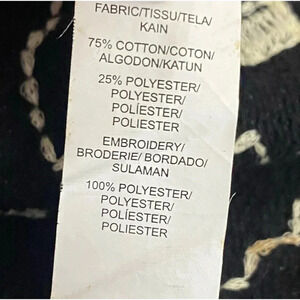 FABRIC/TISSU/TELA/
KAIN
75% COTTON/COTON/
ALGODON/KATUN
25% POLYESTER/
POLYESTER/
POLIÉSTER/
POLIESTER
EMBROIDERY/
BRODERIE/BORDADO/
SULAMAN
100% POLYESTER/
POLYESTER/
POLIÉSTER/
POLIESTER